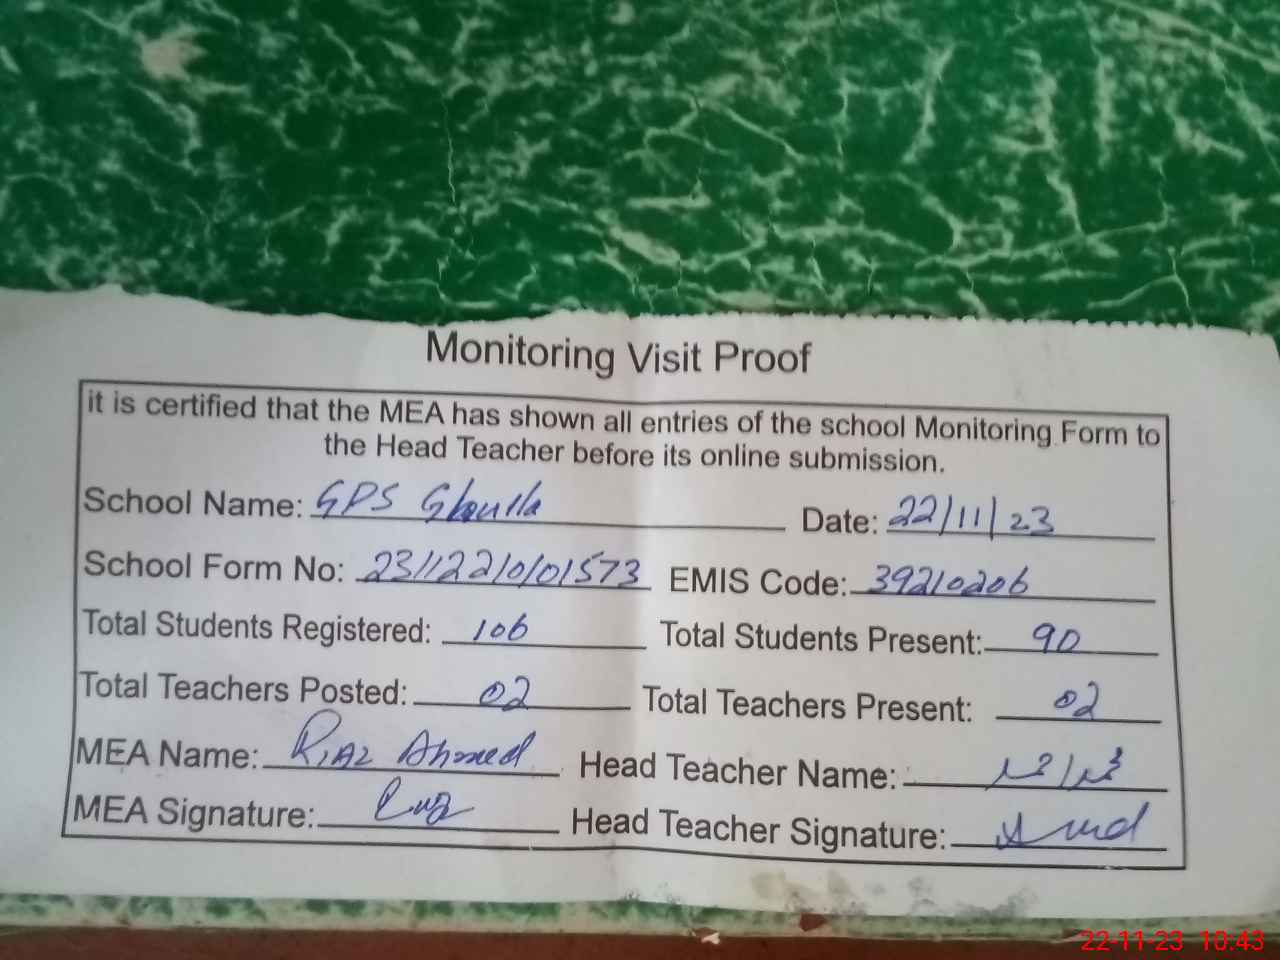 Monitoring Visit Proof
it is certified that the MEA has shown all entries of the school Monitoring Form to
the Head Teacher before its online submission.
School Name: GPS Date: 22/11/23
School Form No: 23112210101573 EMIS Code: 39210206
Total Students Registered: 106 Total Students Present: 90
Total Teachers Posted: 02 Total Teachers Present: 02
MEA Name: Riaz Ahmed Head Teacher Name:
MEA Signature: Head Teacher Signature:
22-11-23 10:43